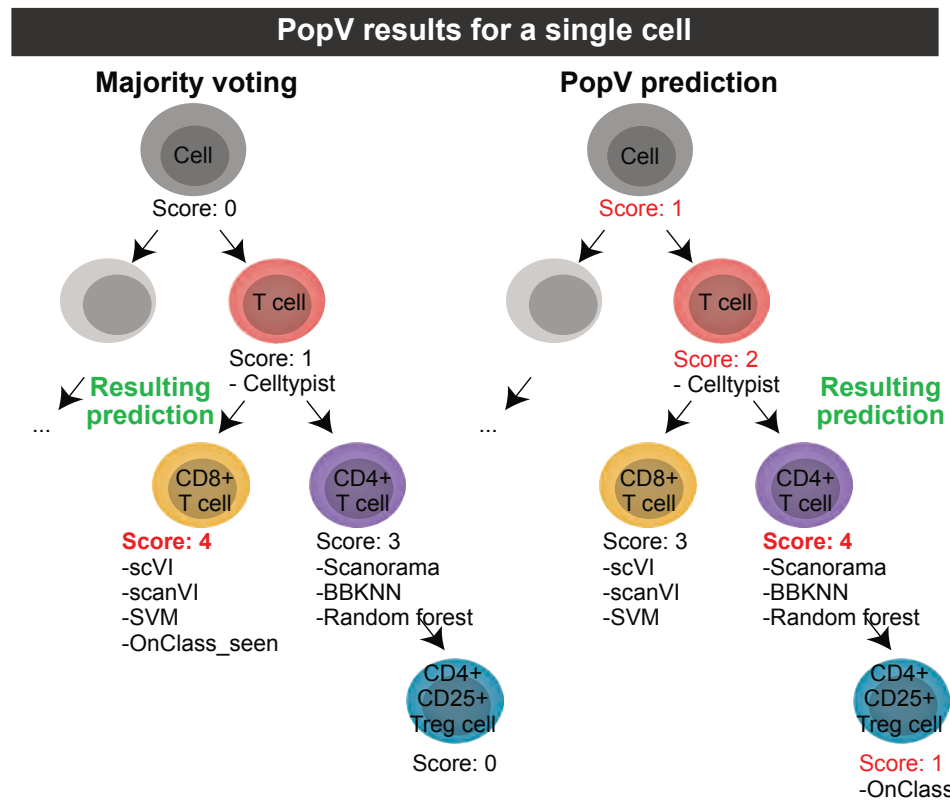 PopV results for a single cell
Majority voting
Cell
Score: 0
T cell
Score: 1
- Celltypist
Resulting
prediction
...
CD8+
T cell
Score: 4
-scVI
-scanVI
-SVM
-OnClass_seen
CD4+
T cell
Score: 3
-Scanorama
-BBKNN
-Random forest
CD4+
CD25+
Treg cell
Score: 0
PopV prediction
Cell
Score: 1
T cell
Score: 2
- Celltypist
Resulting
prediction
...
CD8+
T cell
Score: 3
-scVI
-scanVI
-SVM
CD4+
T cell
Score: 4
-Scanorama
-BBKNN
-Random forest
CD4+
CD25+
Treg cell
Score: 1
-OnClass